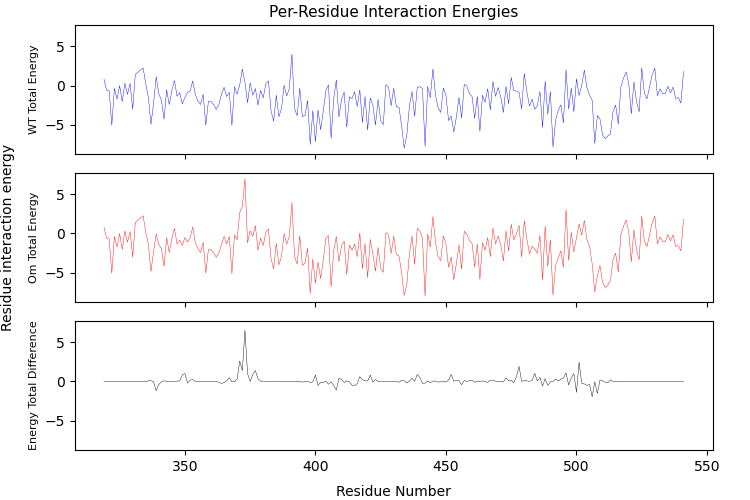 Per-Residue Interaction Energies
Residue interaction energy
WT Total Energy
5
0
−5
Om Total Energy
5
0
−5
Energy Total Difference
5
0
−5
350 400 450 500 550
Residue Number